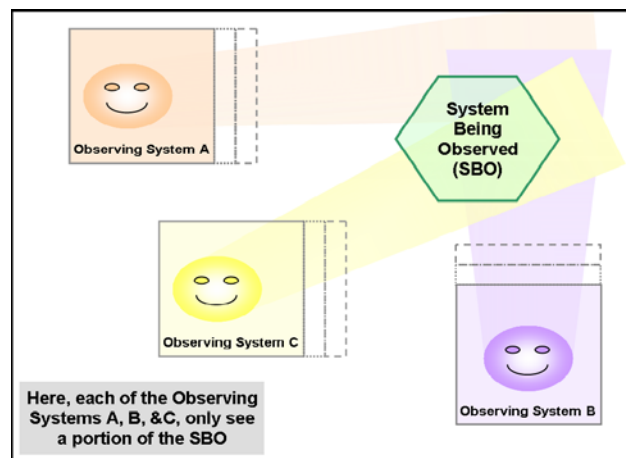 System
Being
Observed
(SBO)
Observing System A
Observing System C
Observing System B
Here, each of the Observing
Systems A, B, &C, only see
a portion of the SBO